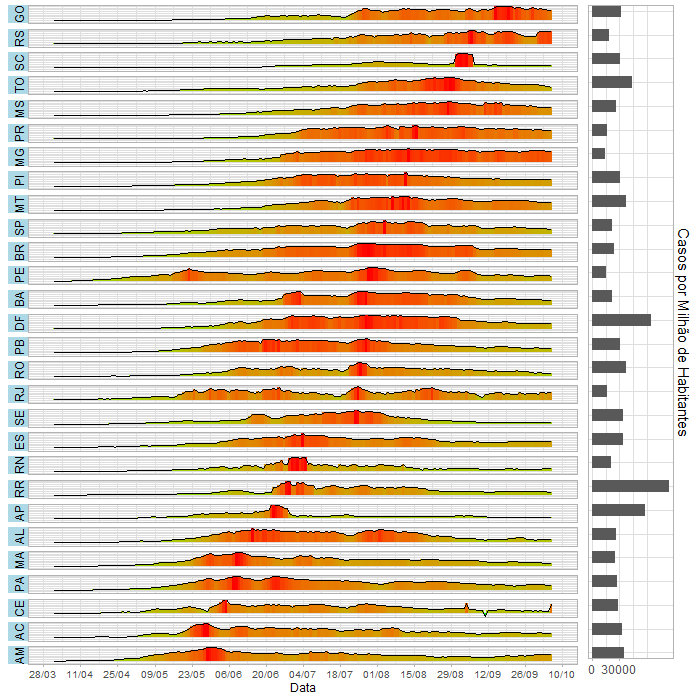 GO
RS
SC
TO
MS
PR
MG
PI
MT
SP
BR
PE
BA
DF
PB
RO
RJ
SE
ES
RN
RR
AP
AL
MA
PA
CE
AC
AM
28/03 11/04 25/04 09/05 23/05 06/06 20/06 04/07 18/07 01/08 15/08 29/08 12/09 26/09 10/10
Data
0 30000
Casos por Milhão de Habitantes